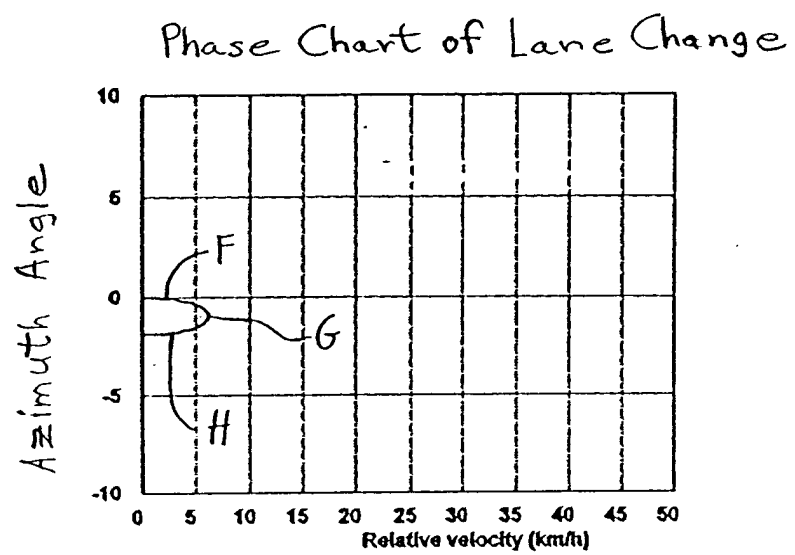 Phase Chart of Lane Change
Azimuth Angle
10
5
0
-5
-10
F
G
H
0 5 10 15 20 25 30 35 40 45 50
Relative velocity (km/h)